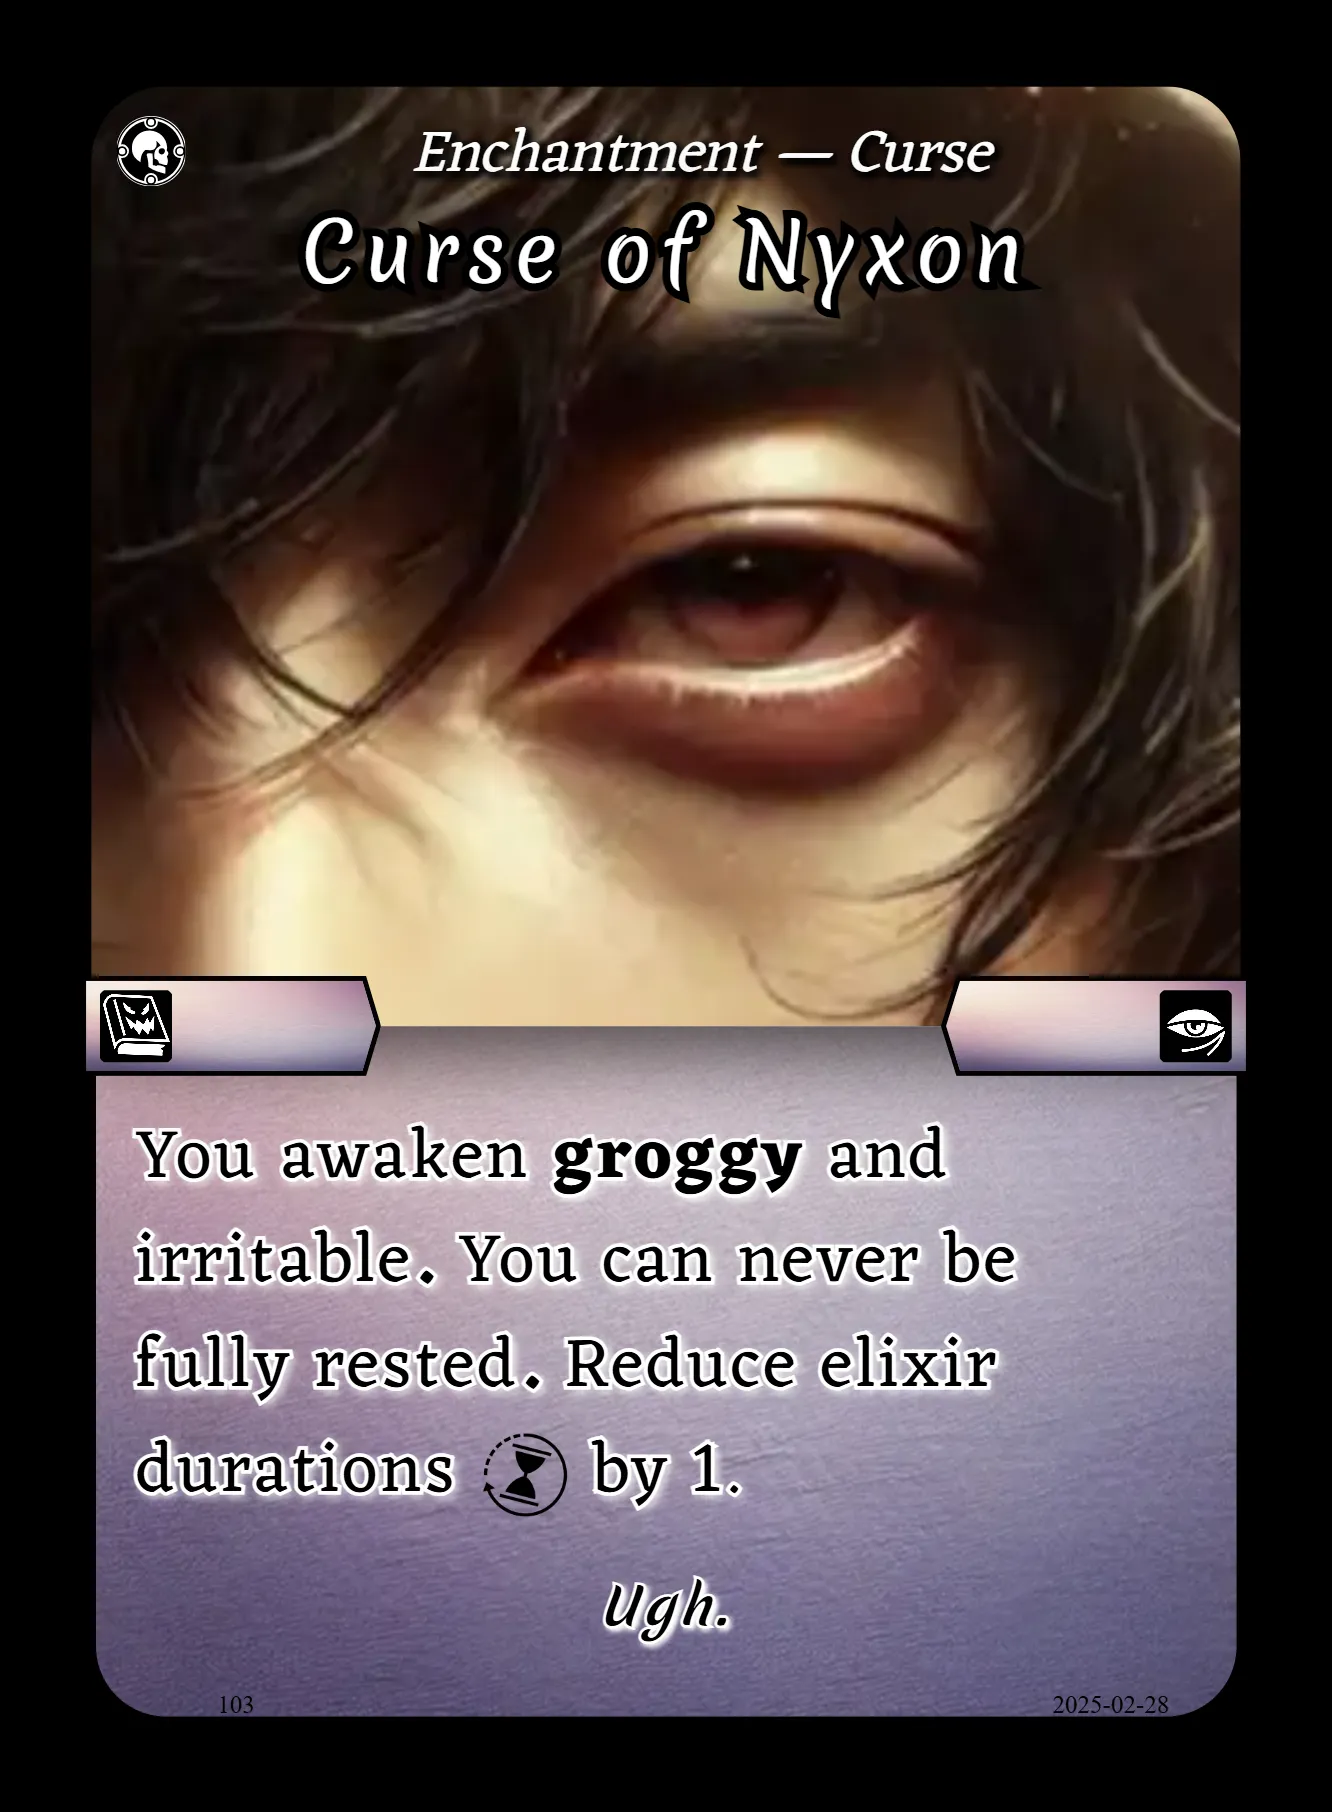 Enchantment — Curse
Curse of Nyxon
You awaken groggy and
irritable. You can never be
fully rested. Reduce elixir
durations by 1.
Ugh.
103
2025-02-28